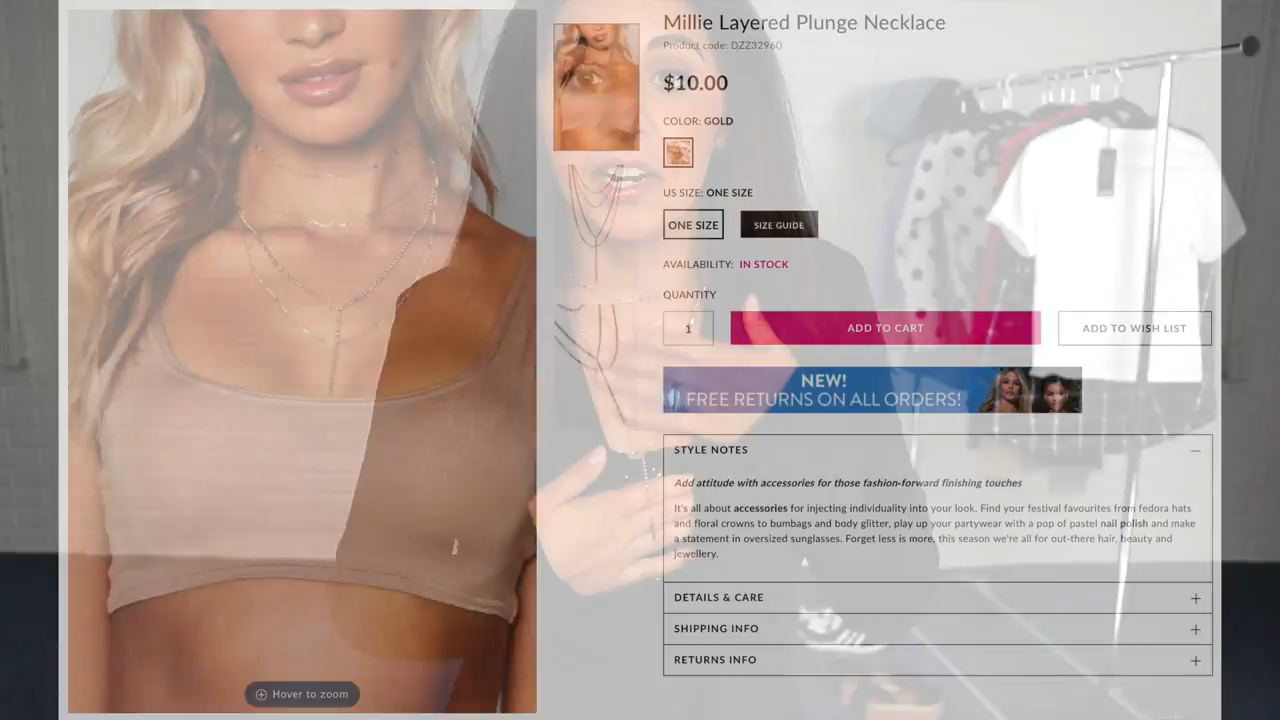 Millie Layered Plunge Necklace
Product code: DZZ32960
$10.00
COLOR: GOLD
US SIZE: ONE SIZE
ONE SIZE
SIZE GUIDE
AVAILABILITY: IN STOCK
QUANTITY
1
ADD TO CART
ADD TO WISH LIST
NEW!
FREE RETURNS ON ALL ORDERS!
STYLE NOTES
Add attitude with accessories for those fashion-forward finishing touches
It's all about accessories for injecting individuality into your look. Find your festival favourites from fedora hats
and floral crowns to bumbags and body glitter, play up your partywear with a pop of pastel nail polish and make
a statement in oversized sunglasses. Forget less is more, this season we're all for out-there hair, beauty and
jewellery.
DETAILS & CARE
SHIPPING INFO
RETURNS INFO
Hover to zoom